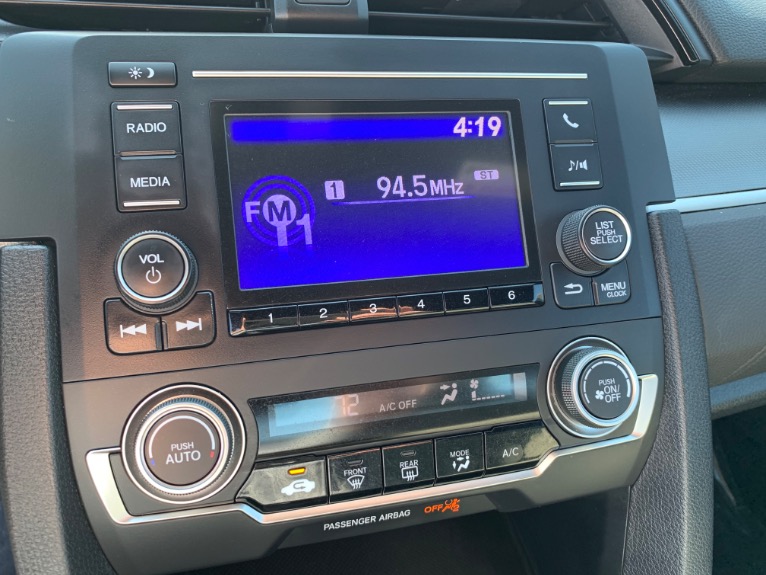 RADIO
MEDIA
VOL
4:19
FM1
1 94.5MHz ST
LIST
PUSH
SELECT
MENU
CLOCK
1 2 3 4 5 6
72 A/C OFF
PUSH
AUTO
PUSH
ON/
OFF
FRONT
REAR
MODE
A/C
PASSENGER AIRBAG OFF